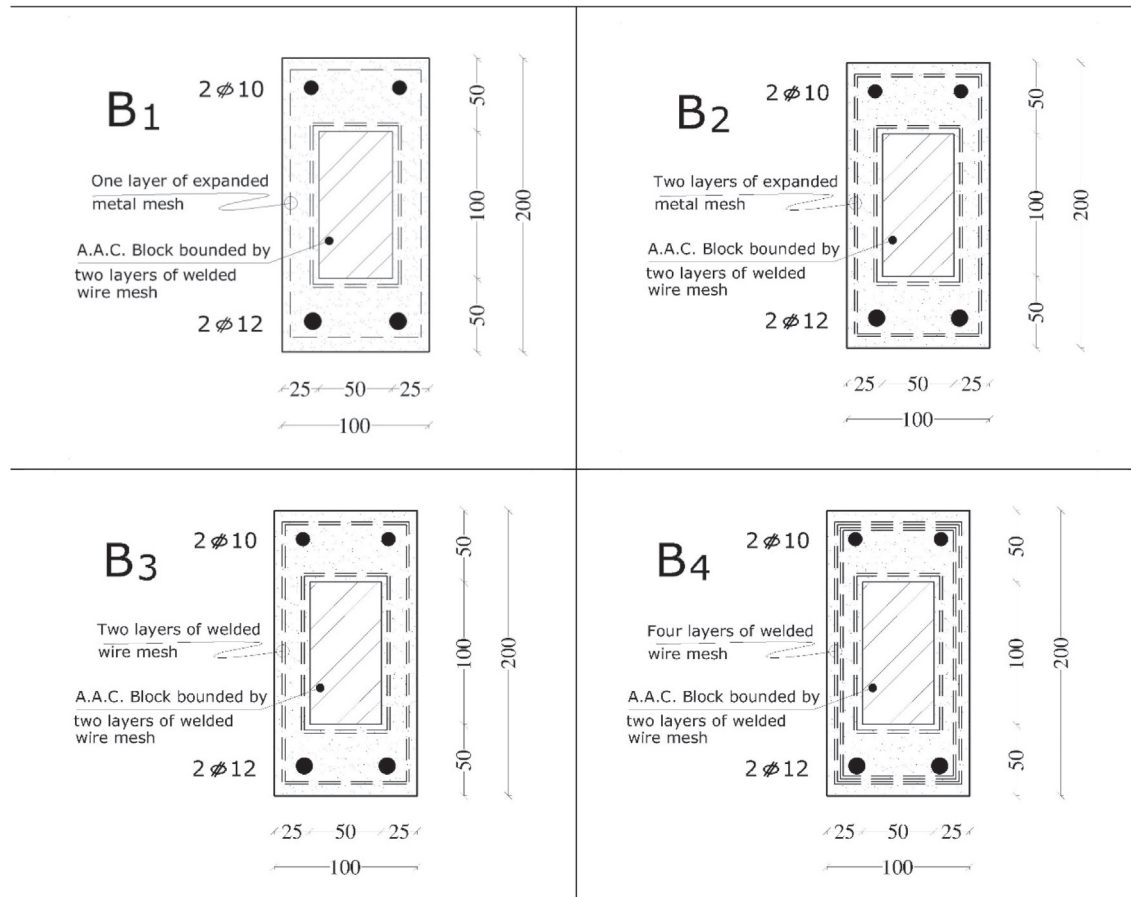 B1
2 ⌀ 10
One layer of expanded
metal mesh
A.A.C. Block bounded by
two layers of welded
wire mesh
2 ⌀ 12
50
100
50
200
25 50 25
100
B2
2 ⌀ 10
Two layers of expanded
metal mesh
A.A.C. Block bounded by
two layers of welded
wire mesh
2 ⌀ 12
50
100
50
200
25 50 25
100
B3
2 ⌀ 10
Two layers of welded
wire mesh
A.A.C. Block bounded by
two layers of welded
wire mesh
2 ⌀ 12
50
100
50
200
25 50 25
100
B4
2 ⌀ 10
Four layers of welded
wire mesh
A.A.C. Block bounded by
two layers of welded
wire mesh
2 ⌀ 12
50
100
50
200
25 50 25
100